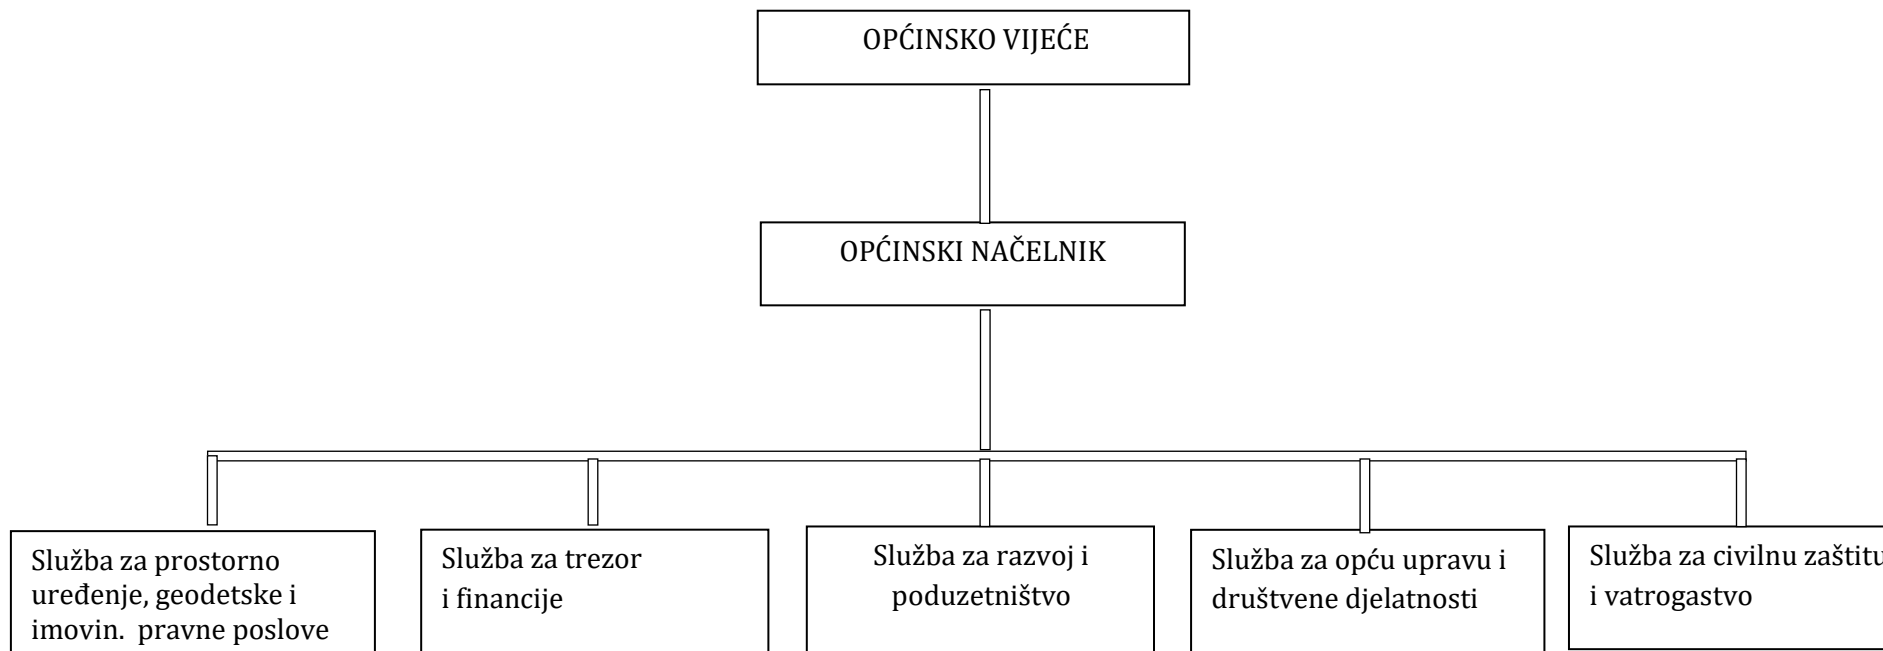 OPĆINSKO VIJEĆE
OPĆINSKI NAČELNIK
Služba za prostorno
uređenje, geodetske i
imovin. pravne poslove
Služba za trezor
i financije
Služba za razvoj i
poduzetništvo
Služba za opću upravu i
društvene djelatnosti
Služba za civilnu zaštitu
i vatrogastvo